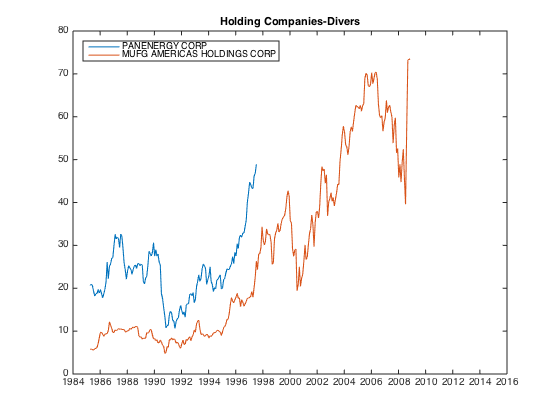 Holding Companies-Divers
PANENERGY CORP
MUFG AMERICAS HOLDINGS CORP
80
70
60
50
40
30
20
10
0
1984 1986 1988 1990 1992 1994 1996 1998 2000 2002 2004 2006 2008 2010 2012 2014 2016